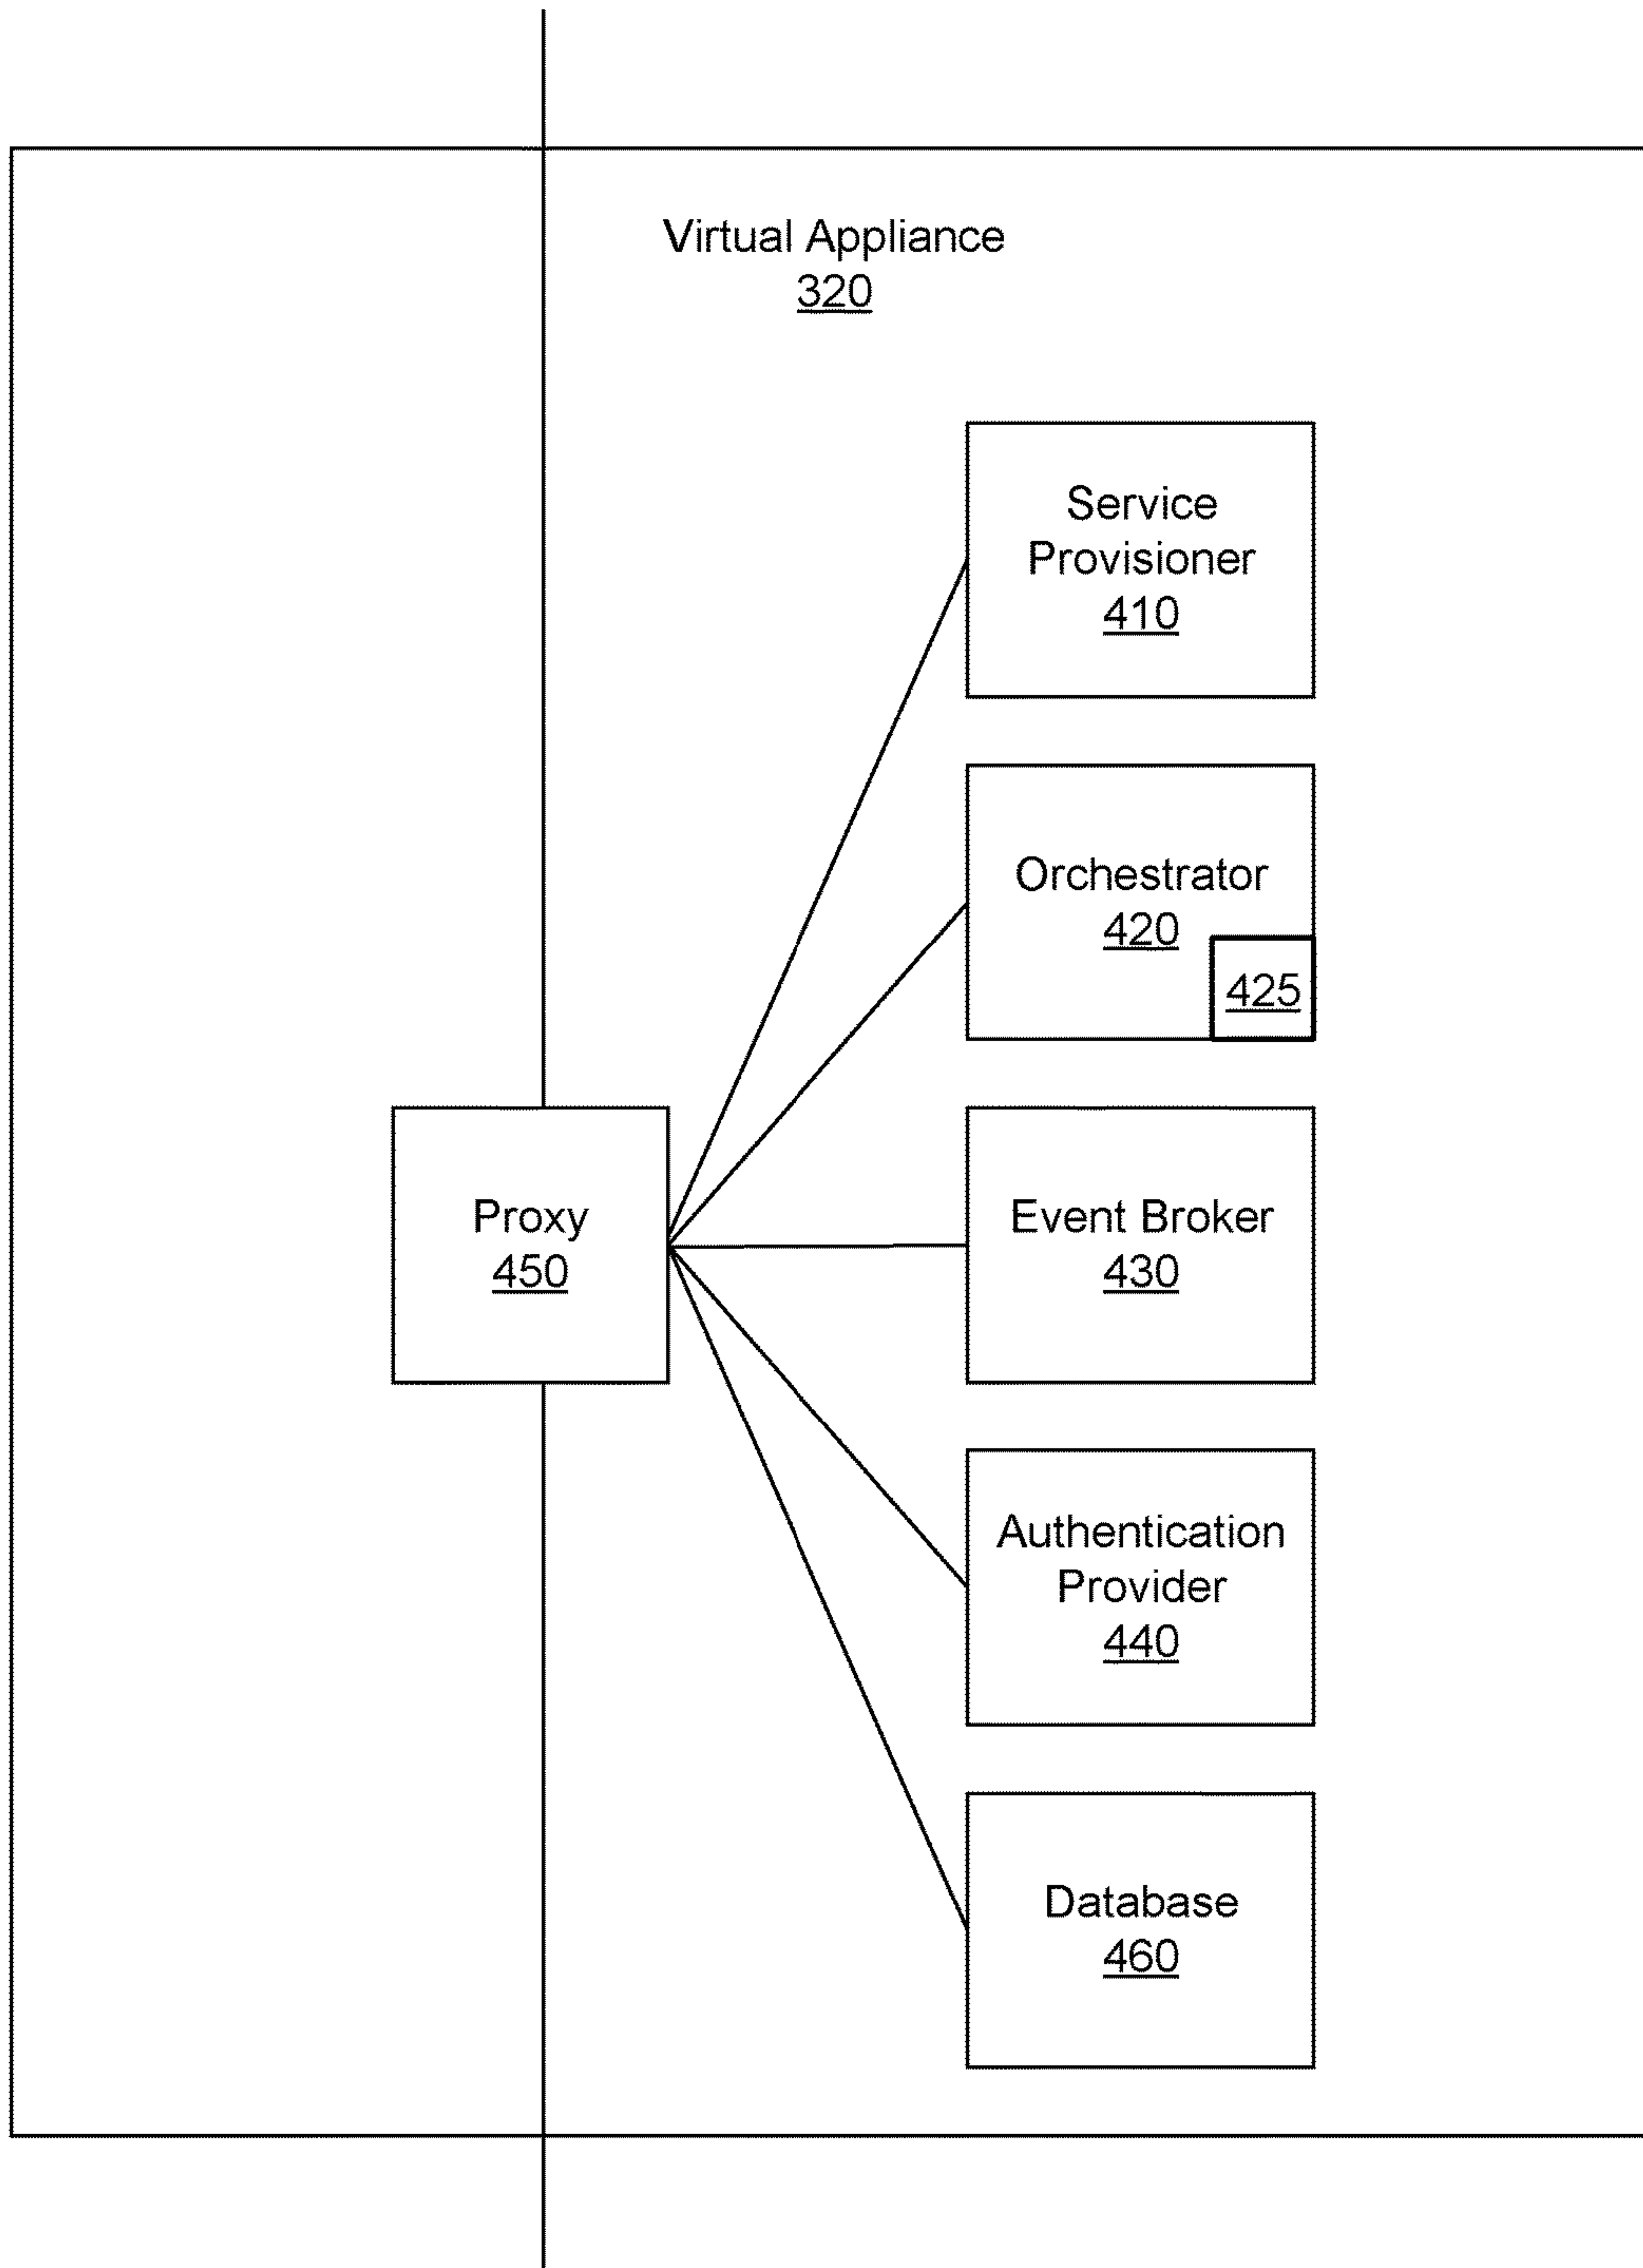 Virtual Appliance
320
Service
Provisioner
410
Orchestrator
420
425
Proxy
450
Event Broker
430
Authentication
Provider
440
Database
460